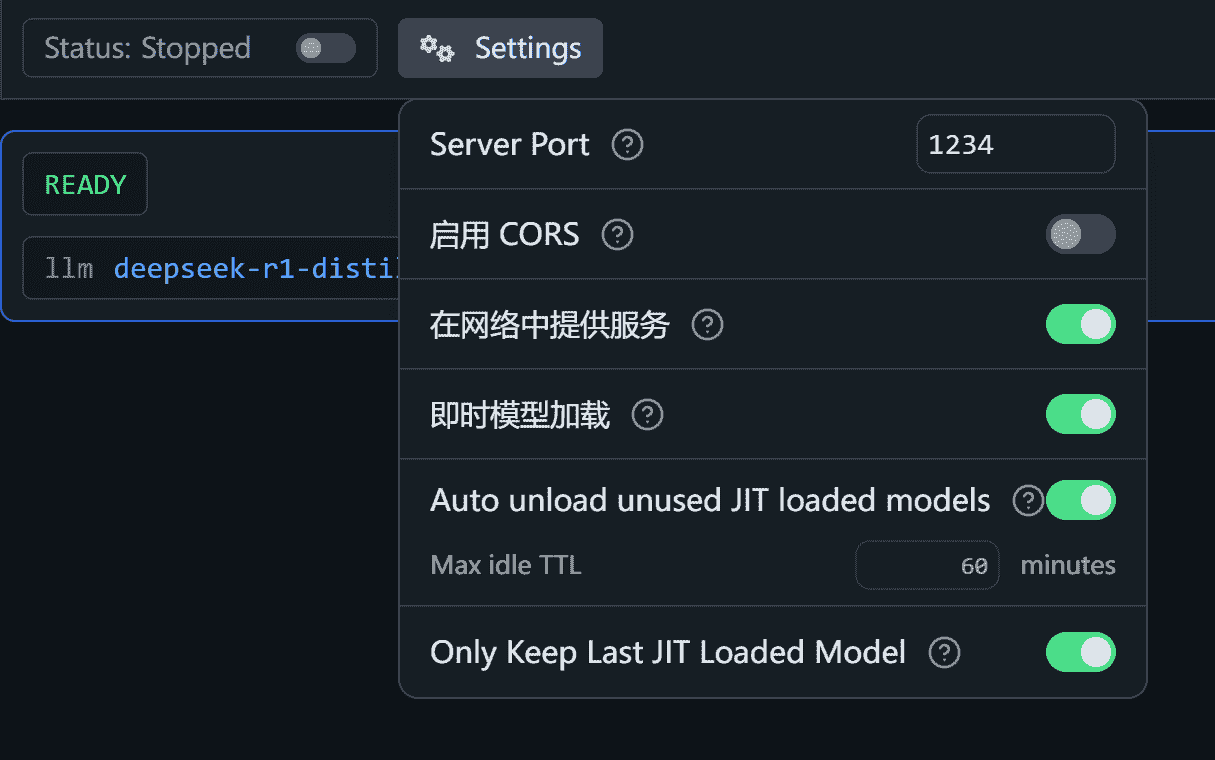 Status: Stopped
Settings
Server Port
1234
READY
启用 CORS
llm deepseek-r1-disti
在网络中提供服务
即时模型加载
Auto unload unused JIT loaded models
Max idle TTL 60 minutes
Only Keep Last JIT Loaded Model